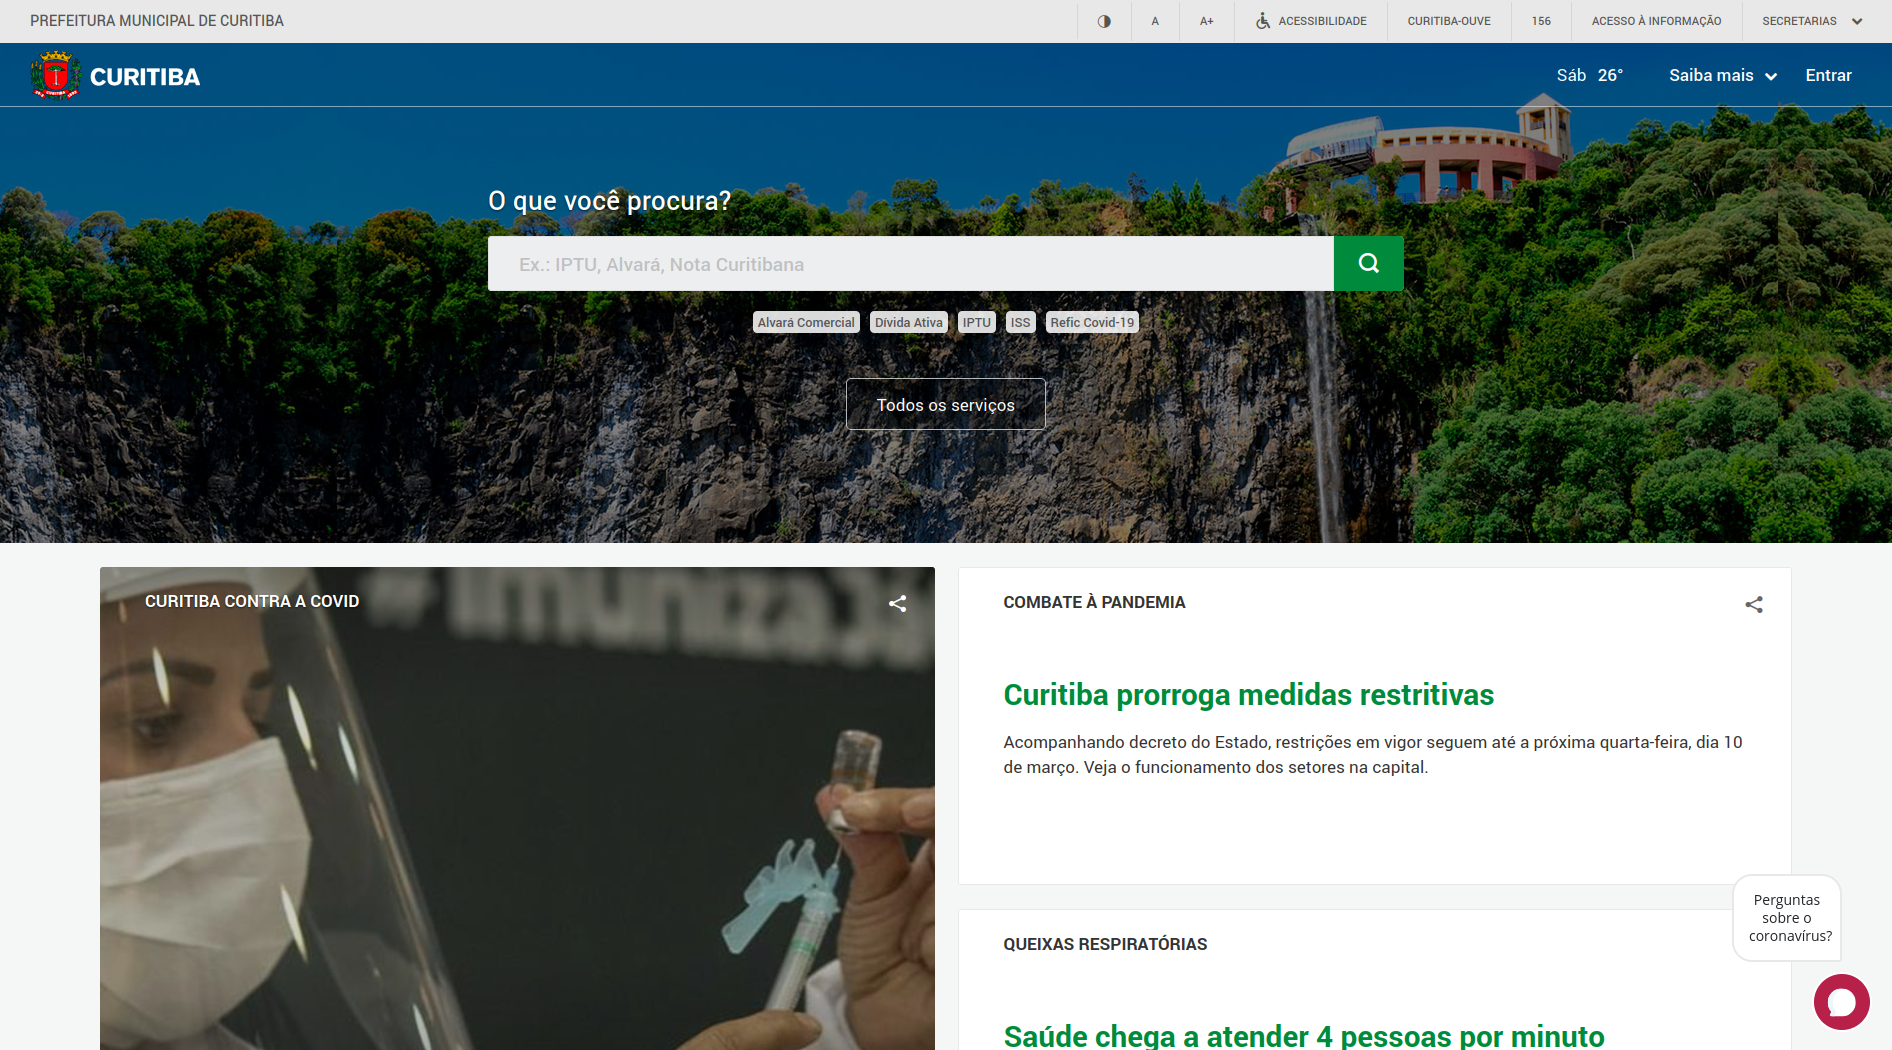 PREFEITURA MUNICIPAL DE CURITIBA
A
A+
ACESSIBILIDADE
CURITIBA-OUVE
156
ACESSO À INFORMAÇÃO
SECRETARIAS
CURITIBA
Sáb 26°
Saiba mais
Entrar
O que você procura?
Ex.: IPTU, Alvará, Nota Curitibana
Alvará Comercial
Dívida Ativa
IPTU
ISS
Refic Covid-19
Todos os serviços
CURITIBA CONTRA A COVID
COMBATE À PANDEMIA
Curitiba prorroga medidas restritivas
Acompanhando decreto do Estado, restrições em vigor seguem até a próxima quarta-feira, dia 10
de março. Veja o funcionamento dos setores na capital.
QUEIXAS RESPIRATÓRIAS
Saúde chega a atender 4 pessoas por minuto
Perguntas
sobre o
coronavírus?